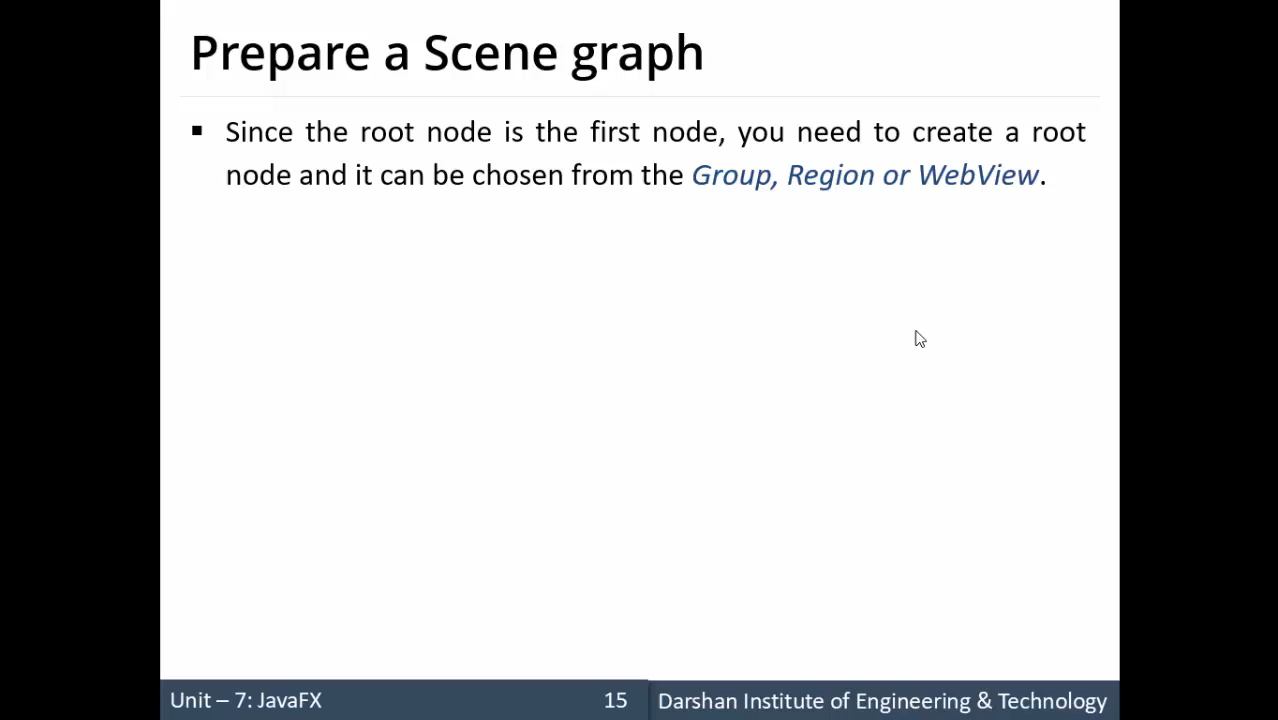 Prepare a Scene graph
▪ Since the root node is the first node, you need to create a root
node and it can be chosen from the Group, Region or WebView.
Unit – 7: JavaFX 15 Darshan Institute of Engineering & Technology